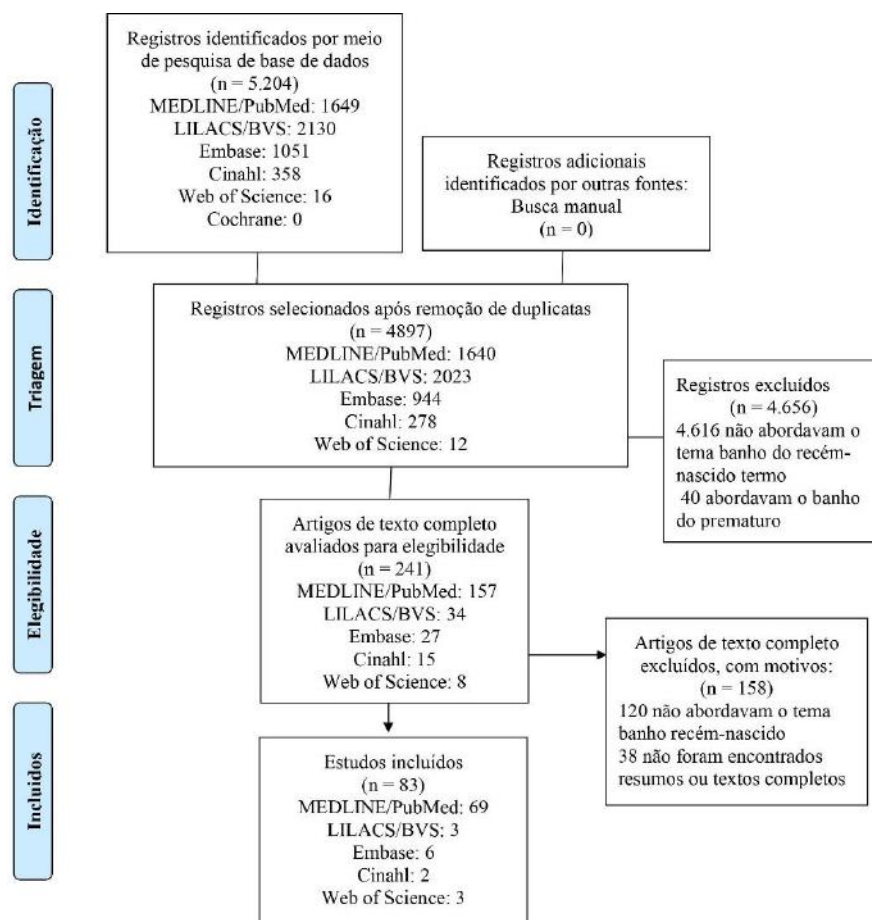 Identificação
Registros identificados por meio
de pesquisa de base de dados
(n = 5.204)
MEDLINE/PubMed: 1649
LILACS/BVS: 2130
Embase: 1051
Cinahl: 358
Web of Science: 16
Cochrane: 0
Registros adicionais
identificados por outras fontes:
Busca manual
(n = 0)
Triagem
Registros selecionados após remoção de duplicatas
(n = 4897)
MEDLINE/PubMed: 1640
LILACS/BVS: 2023
Embase: 944
Cinahl: 278
Web of Science: 12
Registros excluídos
(n = 4.656)
4.616 não abordavam o
tema banho do recém-
nascido termo
40 abordavam o banho
do prematuro
Elegibilidade
Artigos de texto completo
avaliados para elegibilidade
(n = 241)
MEDLINE/PubMed: 157
LILACS/BVS: 34
Embase: 27
Cinahl: 15
Web of Science: 8
Artigos de texto completo
excluídos, com motivos:
(n = 158)
120 não abordavam o tema
banho recém-nascido
38 não foram encontrados
resumos ou textos completos
Incluidos
Estudos incluídos
(n = 83)
MEDLINE/PubMed: 69
LILACS/BVS: 3
Embase: 6
Cinahl: 2
Web of Science: 3